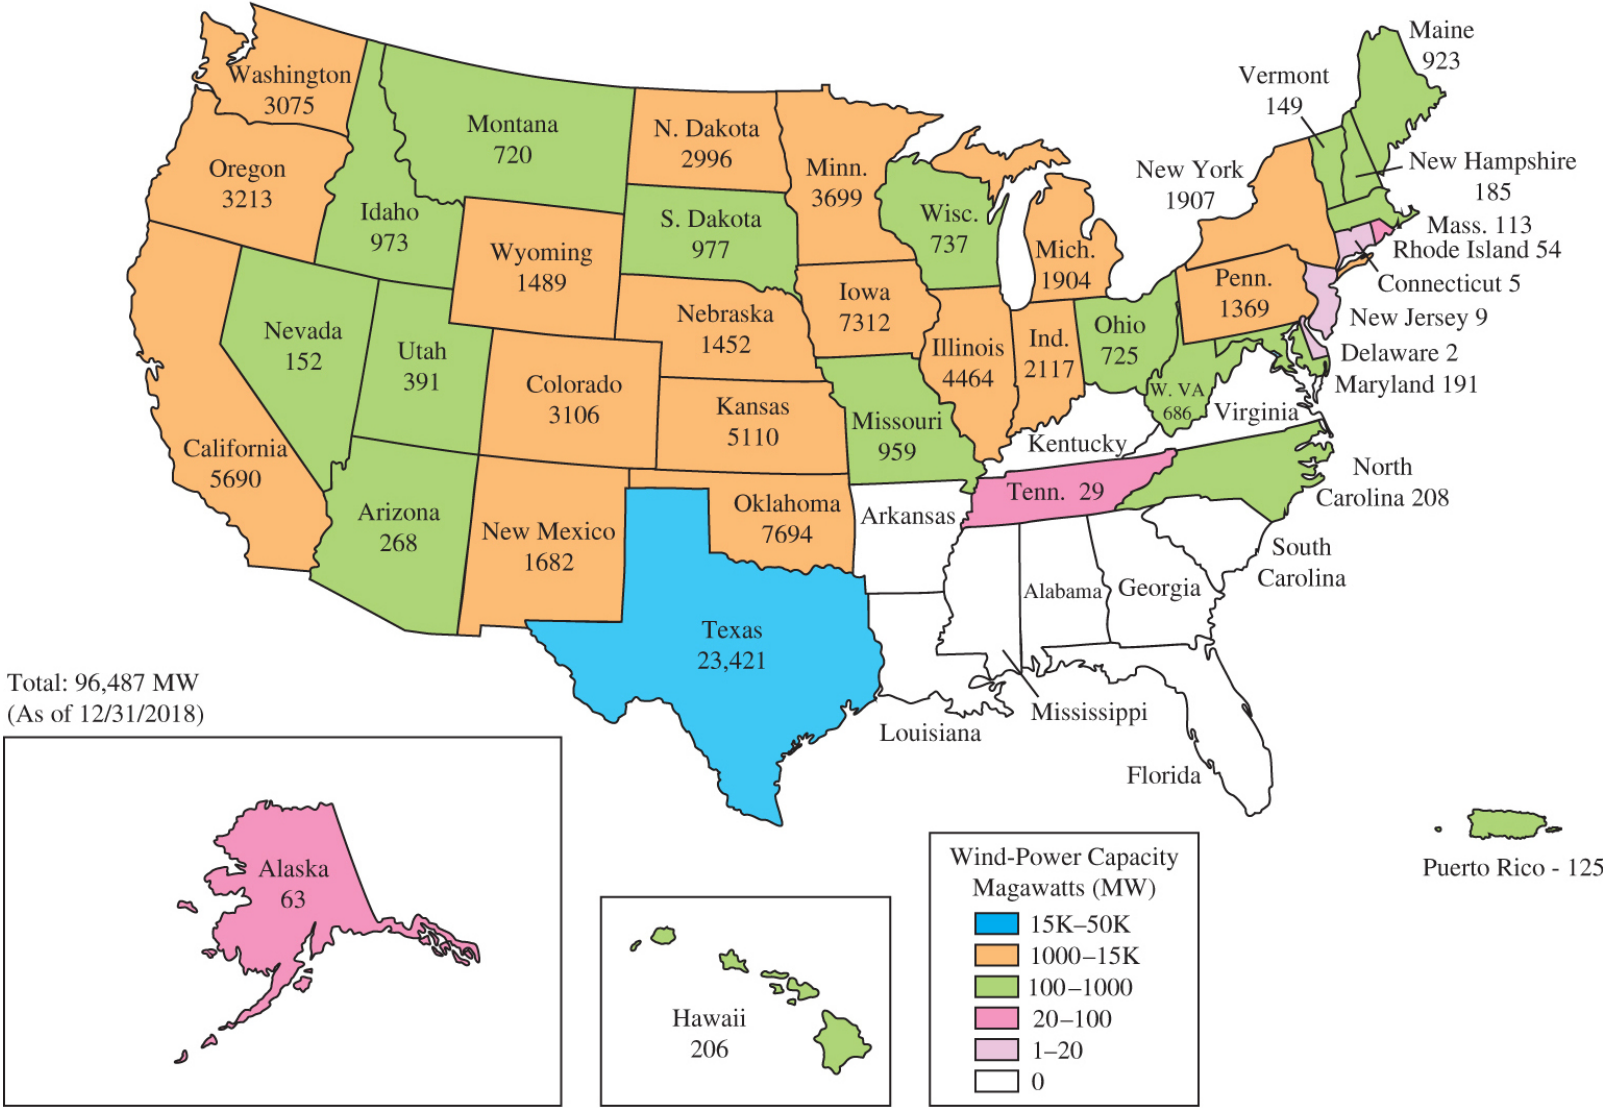 Maine
923
Vermont
149
Washington
3075
Montana
720
N. Dakota
2996
Minn.
3699
New York
1907
New Hampshire
185
Oregon
3213
Idaho
973
S. Dakota
977
Wisc.
737
Mass. 113
Rhode Island 54
Connecticut 5
Wyoming
1489
Mich.
1904
Penn.
1369
New Jersey 9
Iowa
7312
Nebraska
1452
Nevada
152
Utah
391
Illinois
4464
Ind.
2117
Ohio
725
Delaware 2
Maryland 191
Colorado
3106
Kansas
5110
Missouri
959
W. VA
686
Virginia
Kentucky
California
5690
North
Carolina 208
Tenn. 29
Arizona
268
New Mexico
1682
Oklahoma
7694
Arkansas
South
Carolina
Alabama
Georgia
Texas
23,421
Mississippi
Louisiana
Florida
Total: 96,487 MW
(As of 12/31/2018)
Alaska
63
Hawaii
206
Puerto Rico - 125
Wind-Power Capacity
Magawatts (MW)
15K–50K
1000–15K
100–1000
20–100
1–20
0